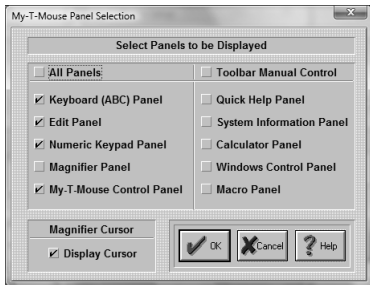 My-T-Mouse Panel Selection
Select Panels to be Displayed
All Panels
Toolbar Manual Control
Keyboard (ABC) Panel
Quick Help Panel
Edit Panel
System Information Panel
Numeric Keypad Panel
Calculator Panel
Magnifier Panel
Windows Control Panel
My-T-Mouse Control Panel
Macro Panel
Magnifier Cursor
Display Cursor
OK
Cancel
Help